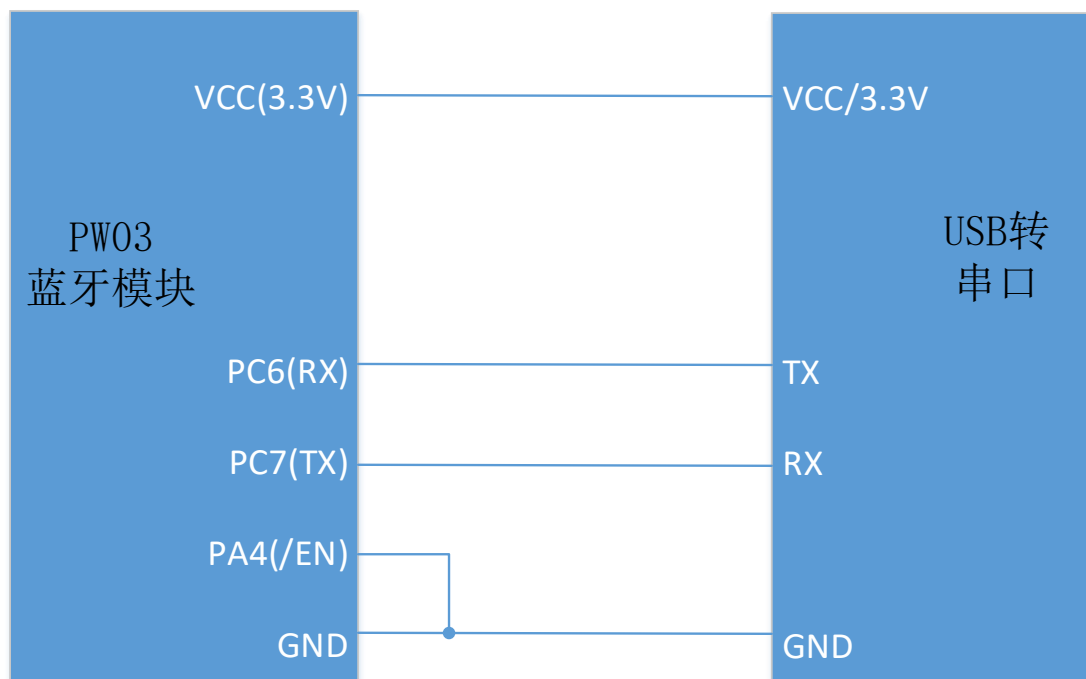 VCC(3.3V)
VCC/3.3V
PW03
蓝牙模块
USB转
串口
PC6(RX)
TX
PC7(TX)
RX
PA4(/EN)
GND
GND